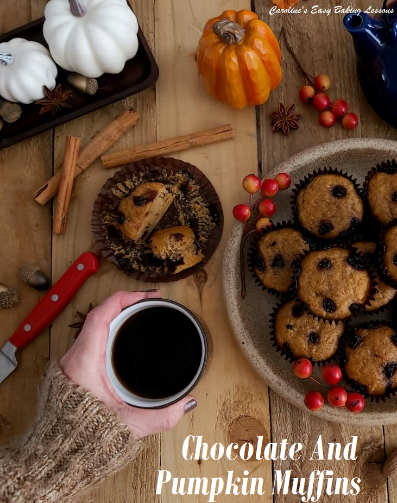 Caroline's Easy Baking Lessons
Chocolate And
Pumpkin Muffins